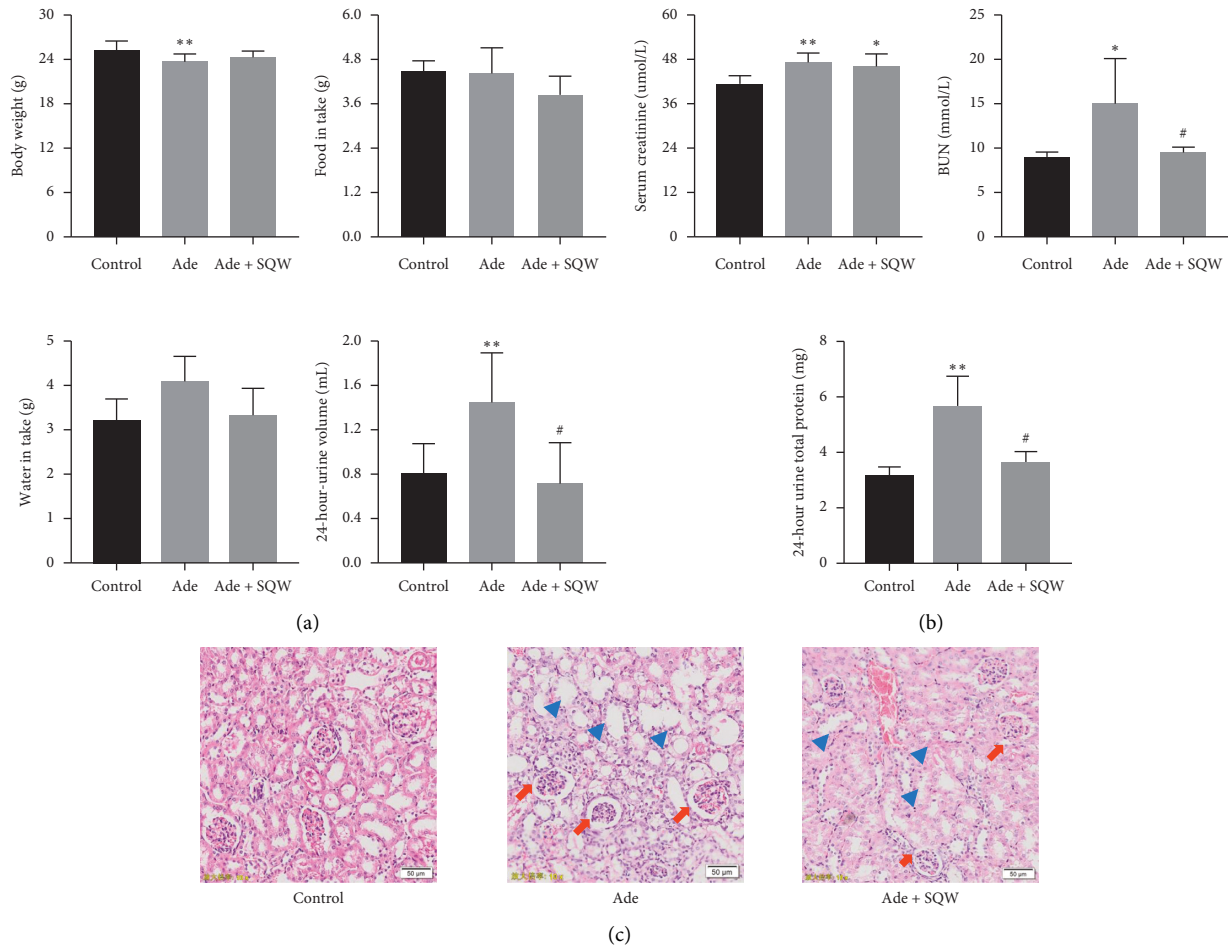 30
24
18
12
6
0
Body weight (g)
**
Control Ade Ade + SQW
6.0
4.8
3.6
2.4
1.2
0.0
Food in take (g)
Control Ade Ade + SQW
60
48
36
24
12
0
Serum creatinine (umol/L)
** *
Control Ade Ade + SQW
25
20
15
10
5
0
BUN (mmol/L)
* #
Control Ade Ade + SQW
5
4
3
2
1
0
Water in take (g)
Control Ade Ade + SQW
2.0
1.6
1.2
0.8
0.4
0.0
24-hour-urine volume (mL)
** #
Control Ade Ade + SQW
(a)
8
6
4
2
0
24-hour urine total protein (mg)
** #
Control Ade Ade + SQW
(b)
50 μm
50 μm
50 μm
Control Ade Ade + SQW
(c)